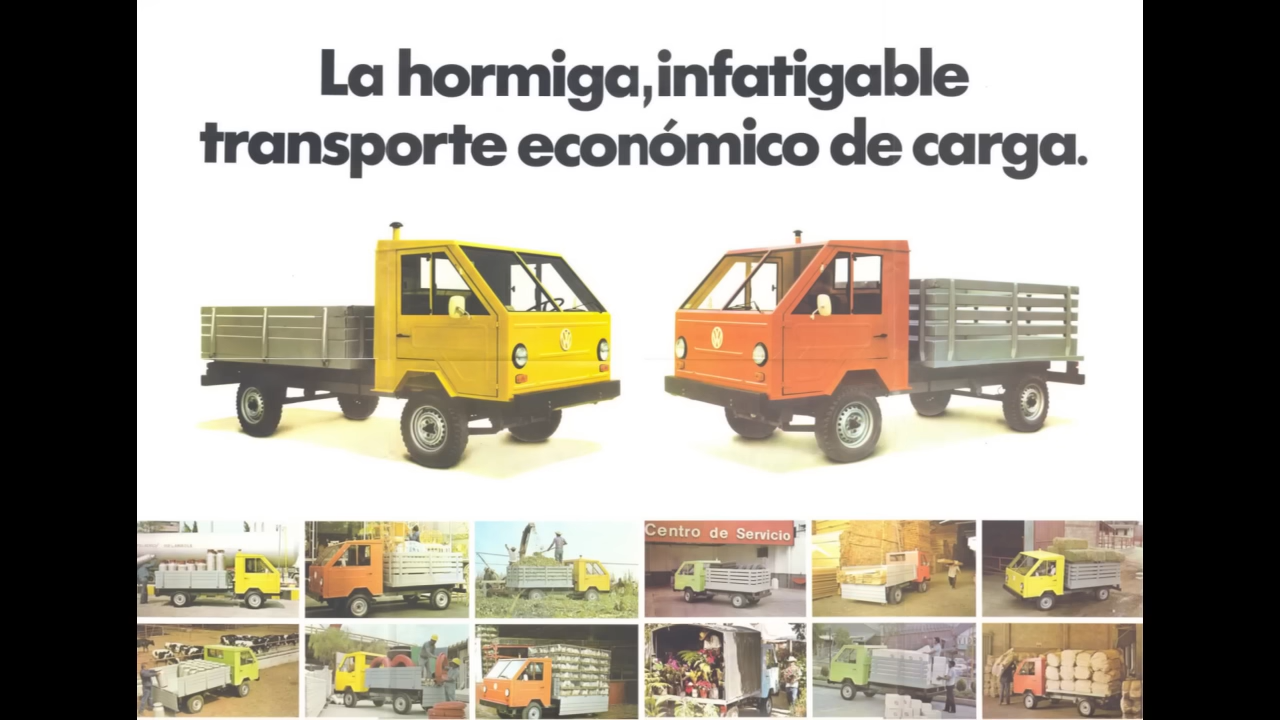 La hormiga, infatigable
transporte económico de carga.
Centro de Servicio